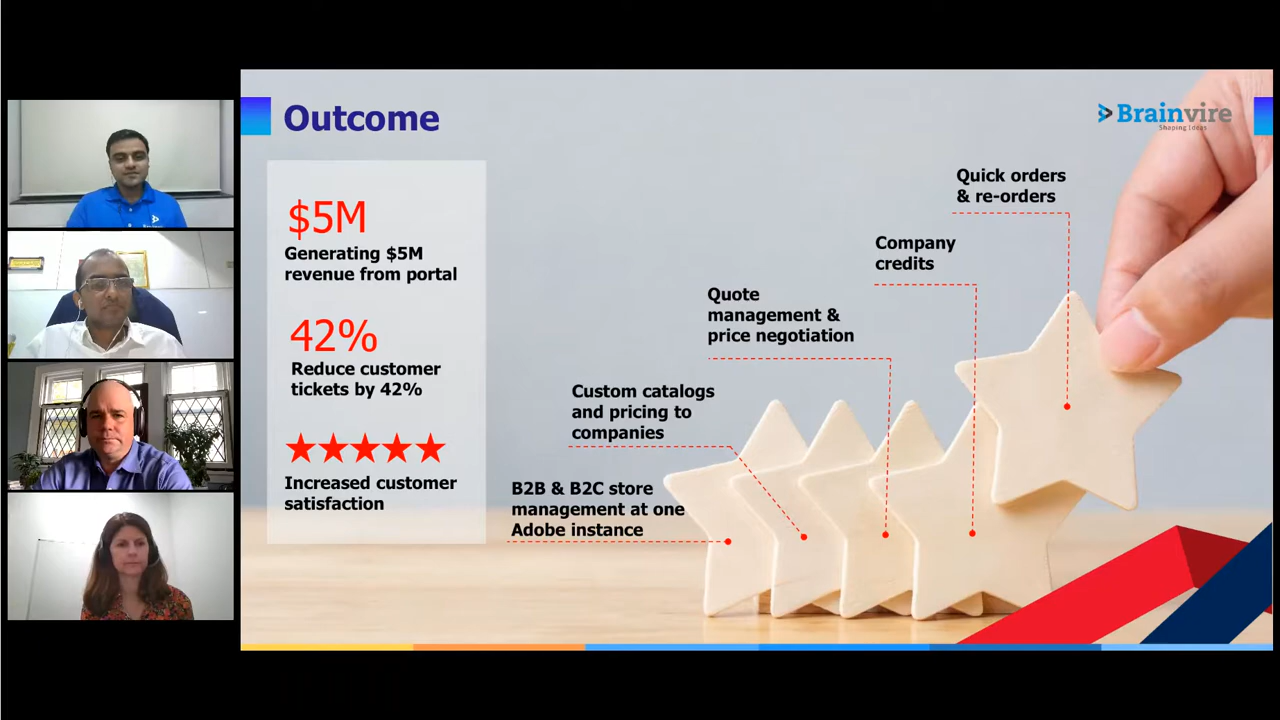 Outcome
Brainvire
Shaping Ideas
$5M
Generating $5M
revenue from portal
42%
Reduce customer
tickets by 42%
Increased customer
satisfaction
B2B & B2C store
management at one
Adobe instance
Custom catalogs
and pricing to
companies
Quote
management &
price negotiation
Company
credits
Quick orders
& re-orders